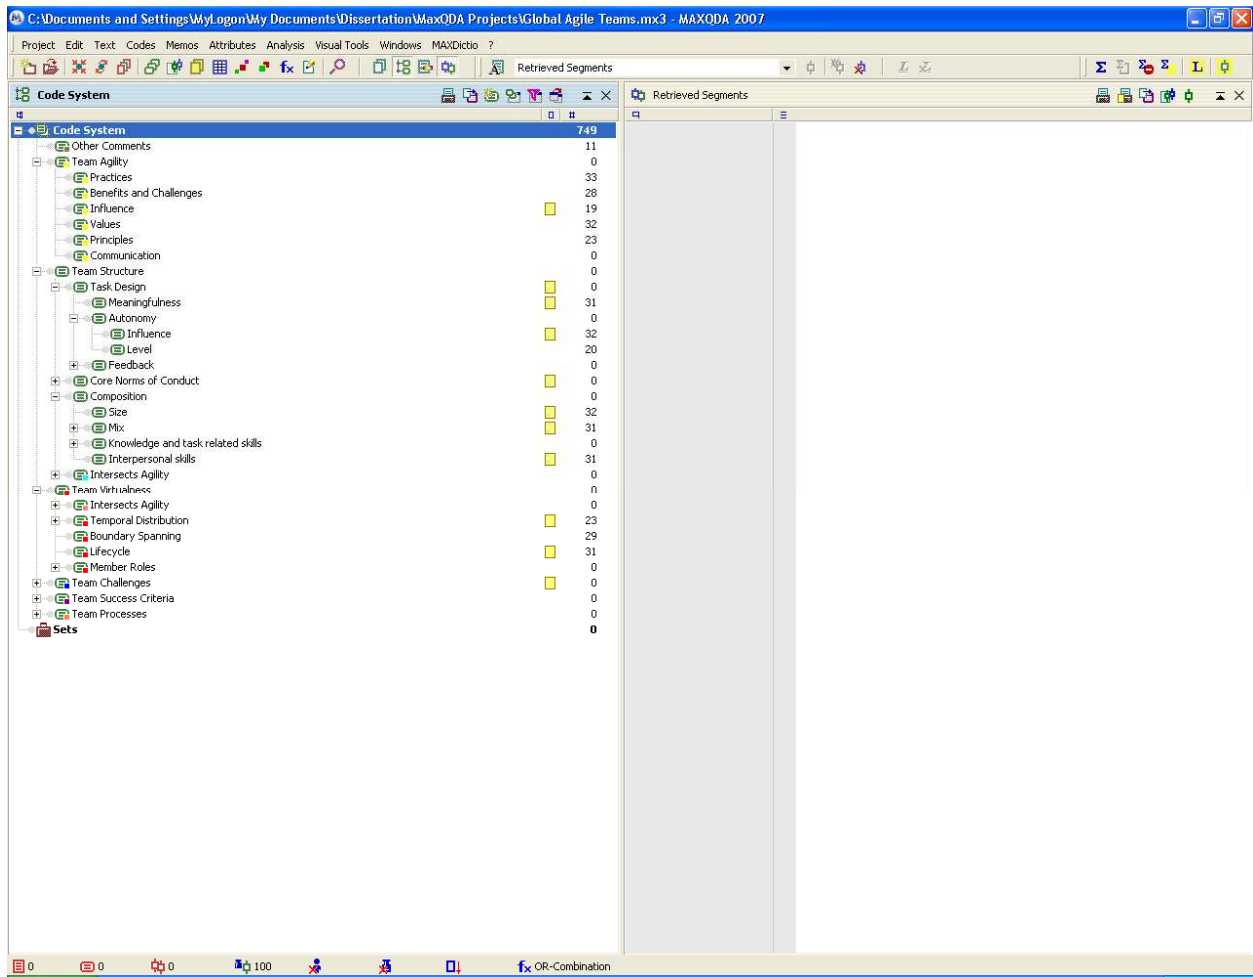 C:\Documents and Settings\MyLogon\My Documents\Dissertation\MaxQDA Projects\Global Agile Teams.mx3 - MAXQDA 2007
Project Edit Text Codes Memos Attributes Analysis Visual Tools Windows MAXDictio ?
Retrieved Segments
Code System
Retrieved Segments
#
Code System 749
Other Comments 11
Team Agility 0
Practices 33
Benefits and Challenges 28
Influence 19
Values 32
Principles 23
Communication 0
Team Structure 0
Task Design 0
Meaningfulness 31
Autonomy 0
Influence 32
Level 20
Feedback 0
Core Norms of Conduct 0
Composition 0
Size 32
Mix 31
Knowledge and task related skills 0
Interpersonal skills 31
Intersects Agility 0
Team Virtualness 0
Intersects Agility 0
Temporal Distribution 23
Boundary Spanning 29
Lifecycle 31
Member Roles 0
Team Challenges 0
Team Success Criteria 0
Team Processes 0
Sets 0
0 0 0 100 fx OR-Combination